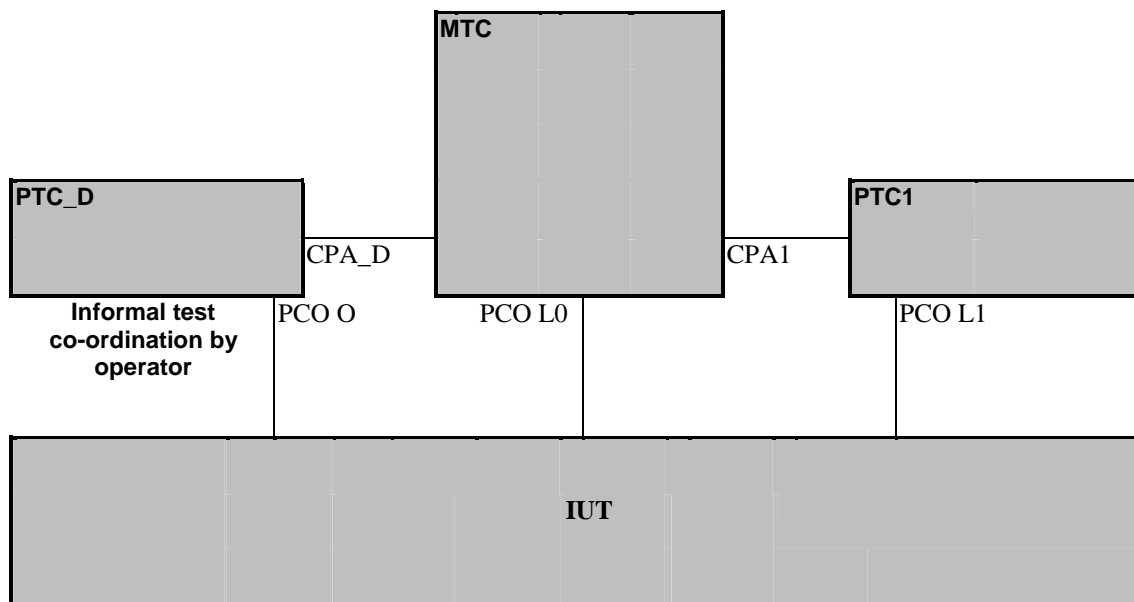 MTC
PTC_D
PTC1
CPA_D
CPA1
Informal test
co-ordination by
operator
PCO O
PCO L0
PCO L1
IUT